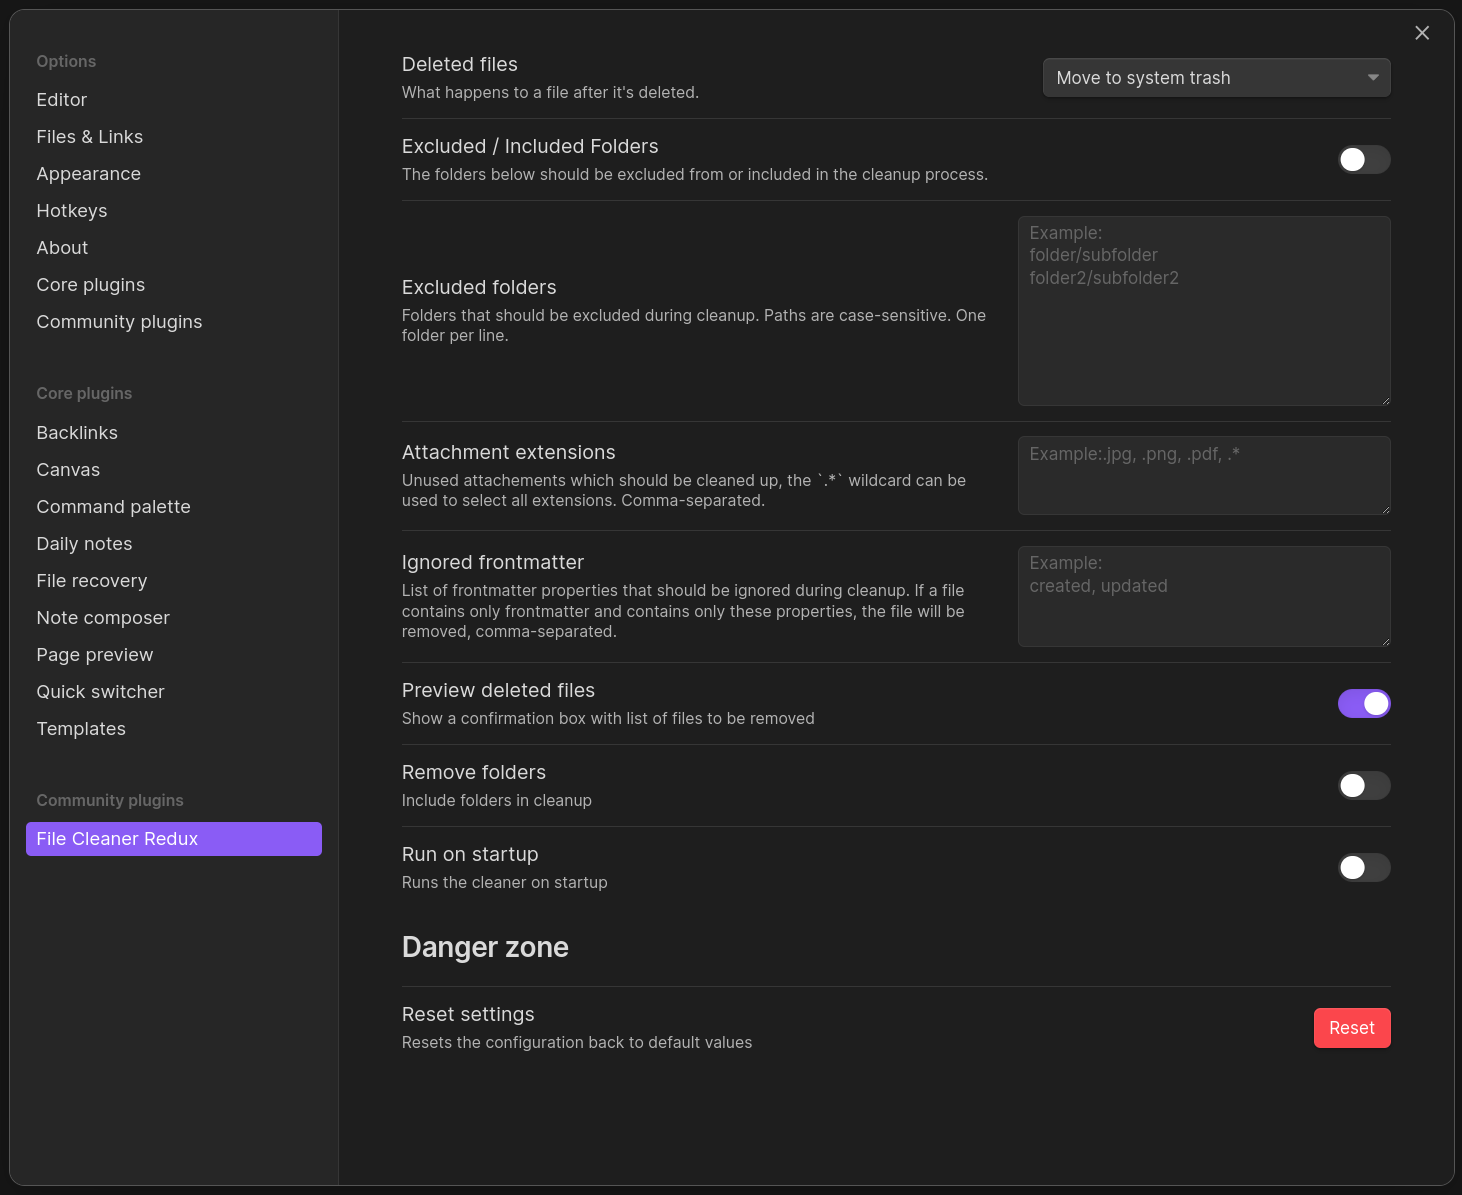 Options
Editor
Files & Links
Appearance
Hotkeys
About
Core plugins
Community plugins
Core plugins
Backlinks
Canvas
Command palette
Daily notes
File recovery
Note composer
Page preview
Quick switcher
Templates
Community plugins
File Cleaner Redux
Deleted files
What happens to a file after it's deleted.
Move to system trash
Excluded / Included Folders
The folders below should be excluded from or included in the cleanup process.
Excluded folders
Folders that should be excluded during cleanup. Paths are case-sensitive. One
folder per line.
Example:
folder/subfolder
folder2/subfolder2
Attachment extensions
Unused attachements which should be cleaned up, the `.*` wildcard can be
used to select all extensions. Comma-separated.
Example:.jpg, .png, .pdf, .*
Ignored frontmatter
List of frontmatter properties that should be ignored during cleanup. If a file
contains only frontmatter and contains only these properties, the file will be
removed, comma-separated.
Example:
created, updated
Preview deleted files
Show a confirmation box with list of files to be removed
Remove folders
Include folders in cleanup
Run on startup
Runs the cleaner on startup
Danger zone
Reset settings
Resets the configuration back to default values
Reset